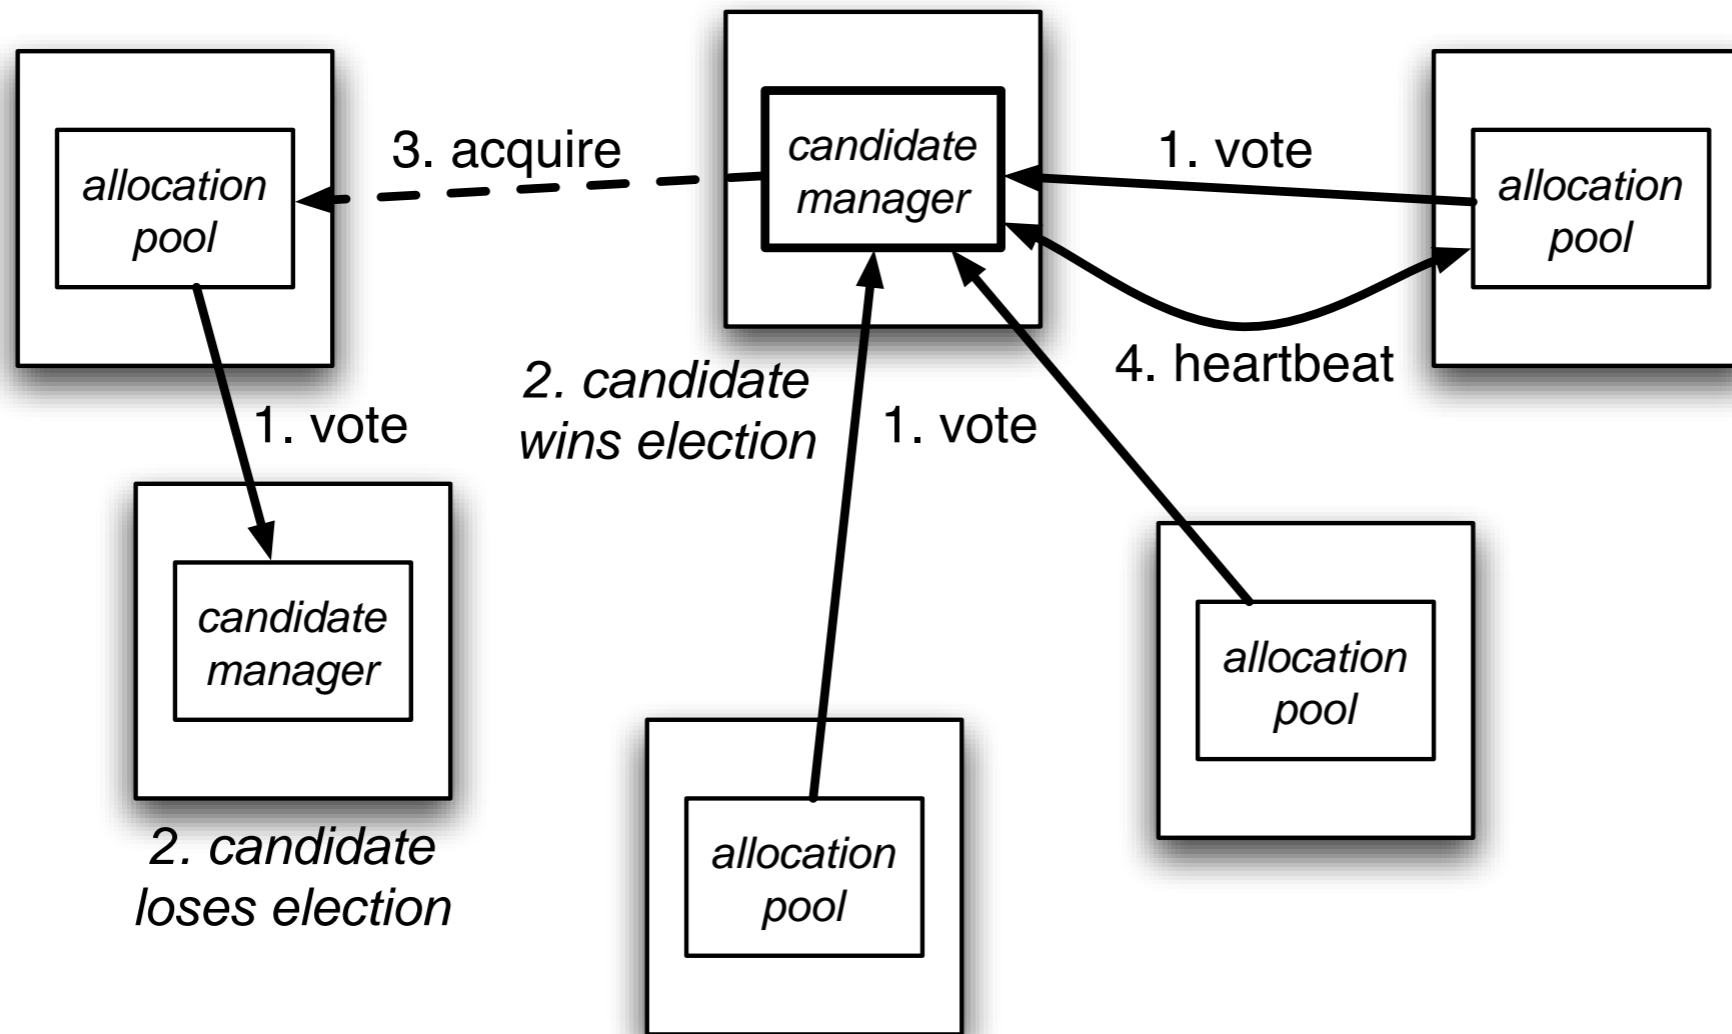 allocation
pool
3. acquire
candidate
manager
1. vote
allocation
pool
4. heartbeat
2. candidate
wins election
1. vote
1. vote
candidate
manager
2. candidate
loses election
allocation
pool
allocation
pool